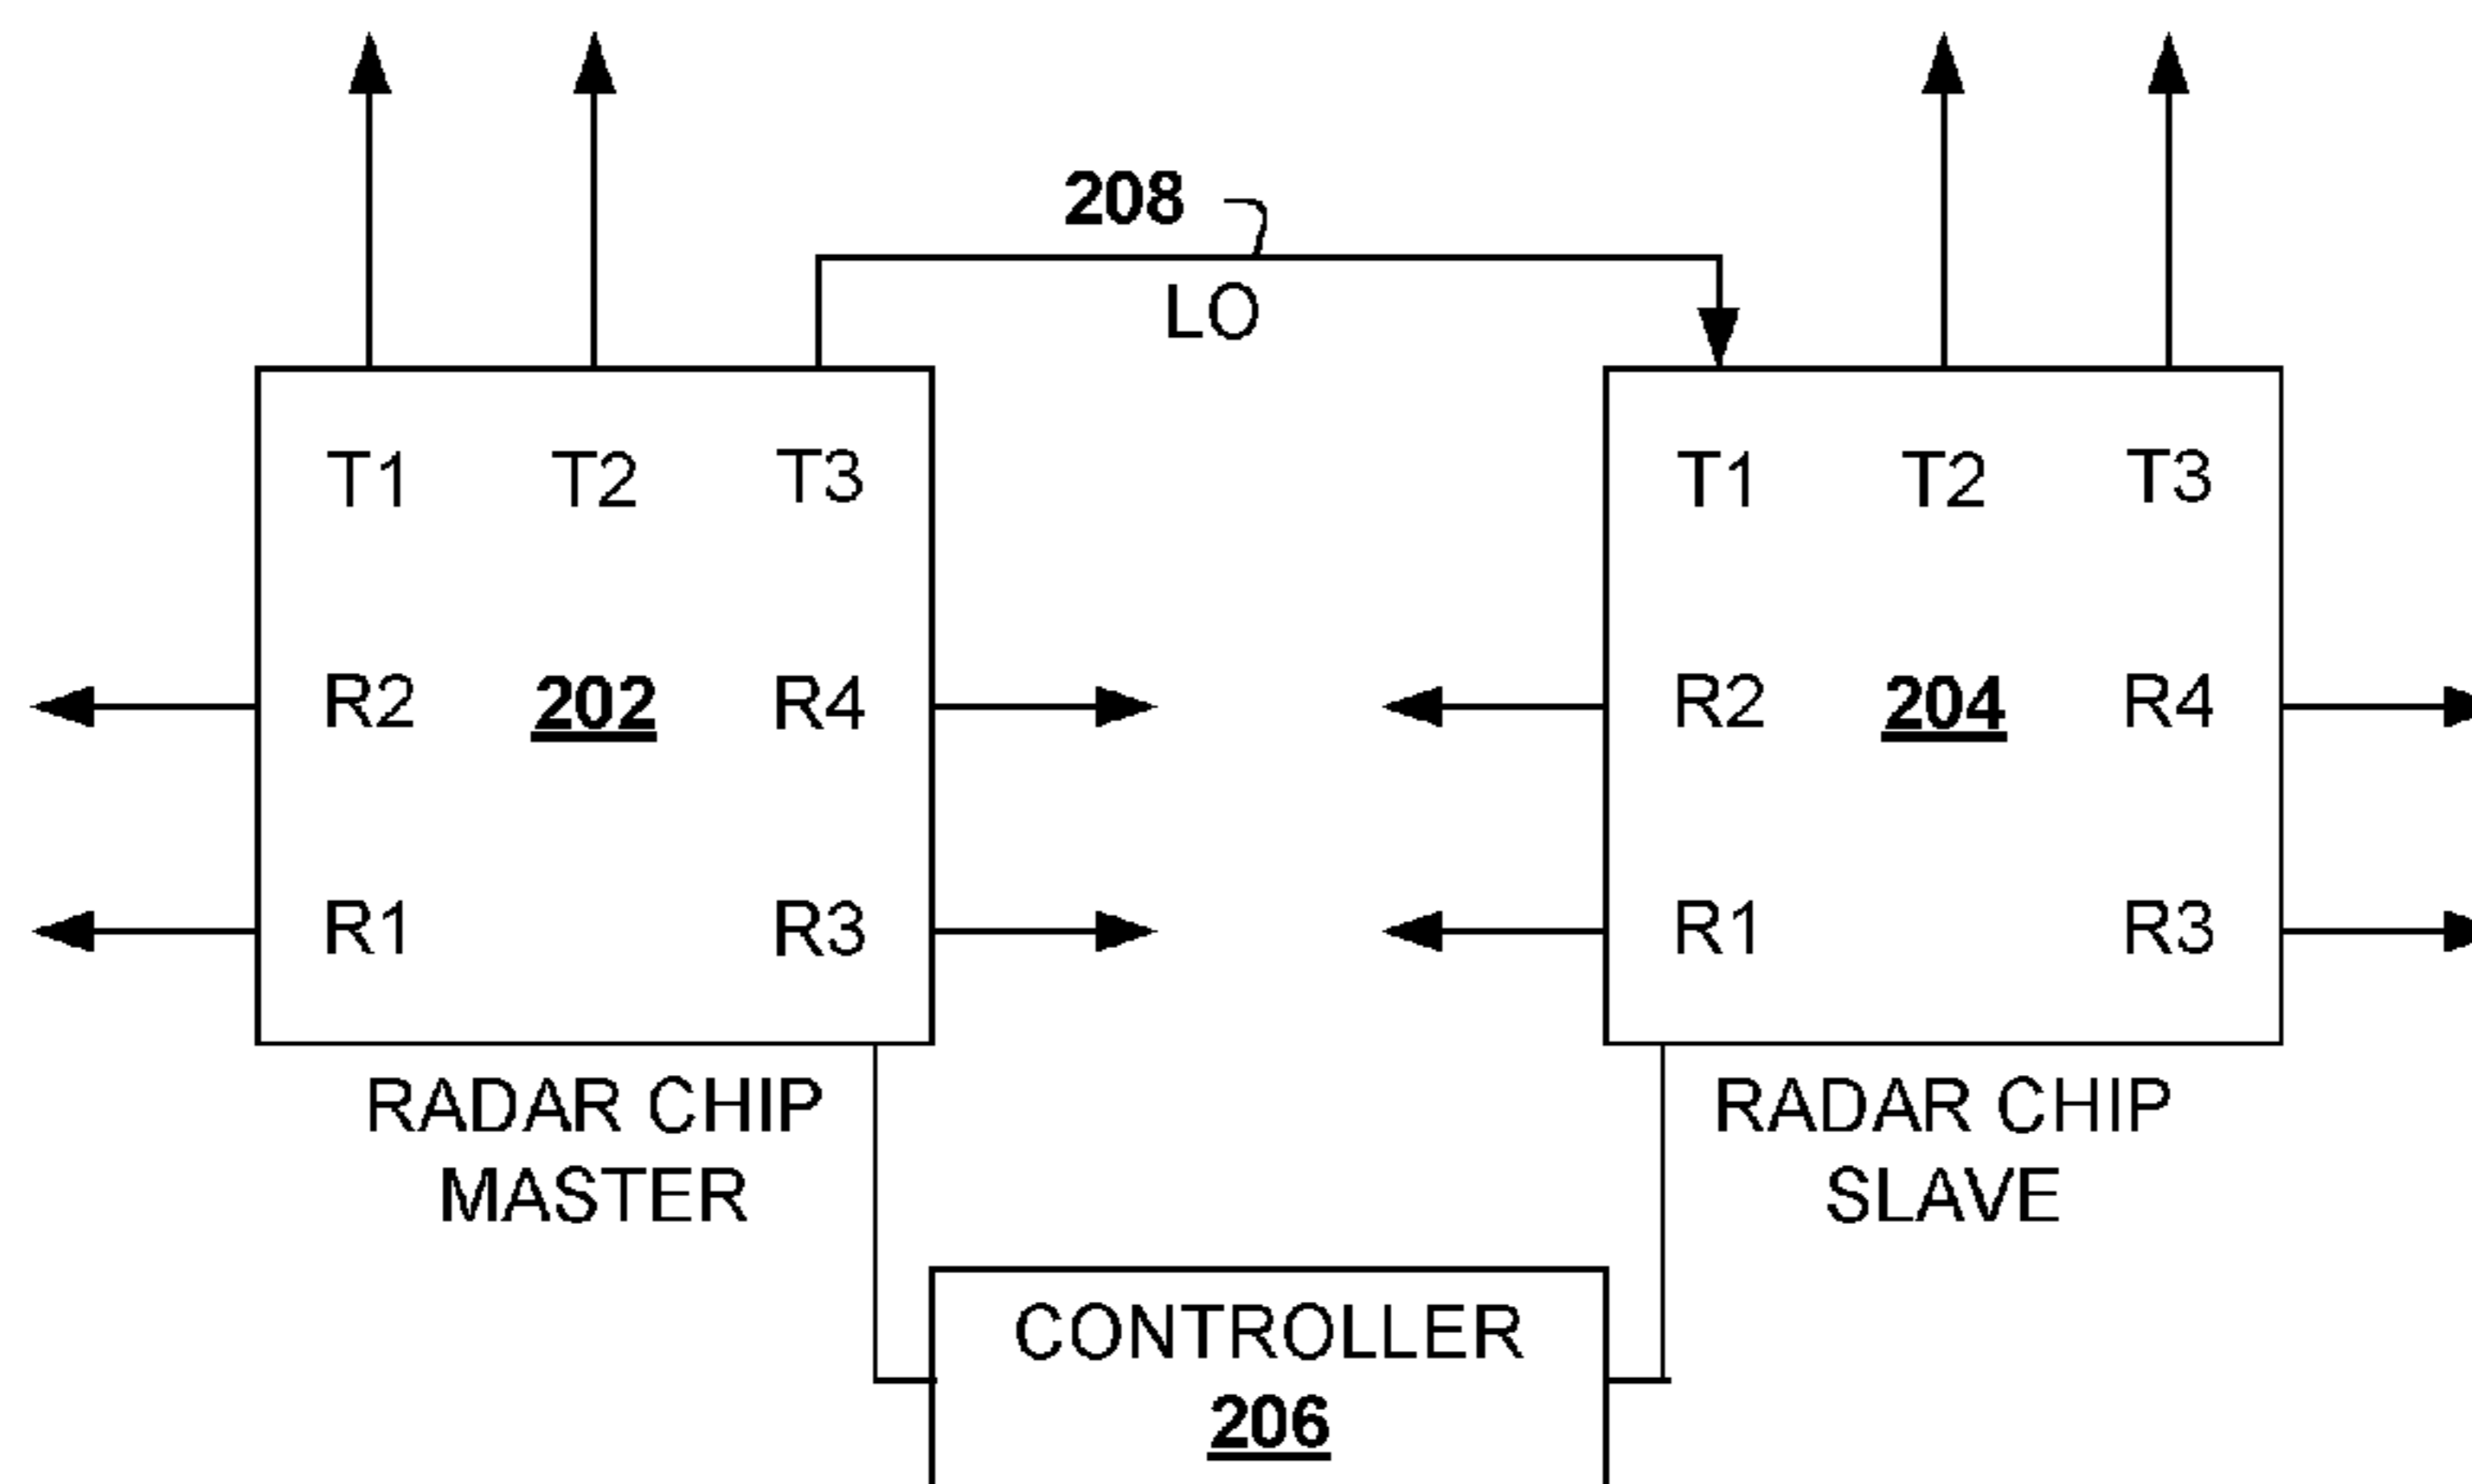 208
LO
T1 T2 T3
T1 T2 T3
R2 202 R4
R2 204 R4
R1 R3
R1 R3
RADAR CHIP
MASTER
RADAR CHIP
SLAVE
CONTROLLER
206